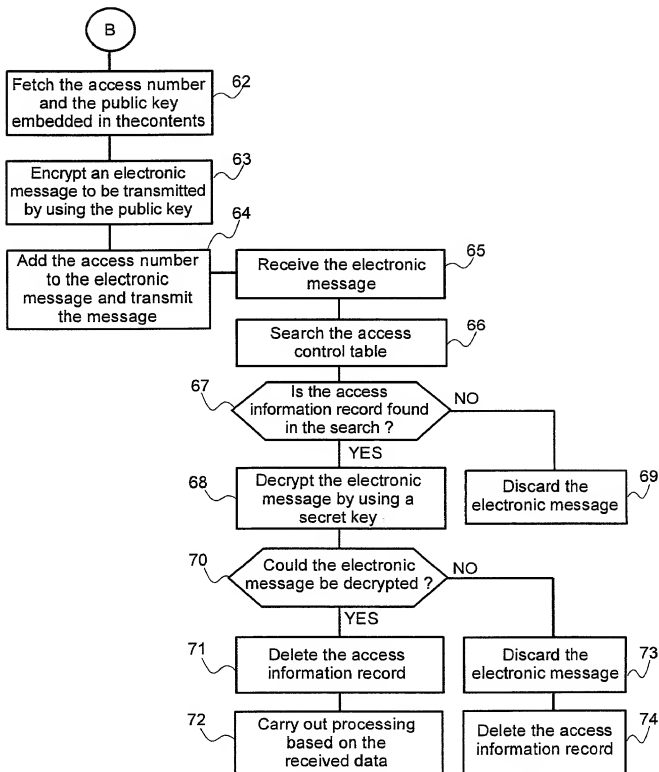 B
Fetch the access number
and the public key
embedded in thecontents
62
Encrypt an electronic
message to be transmitted
by using the public key
63
Add the access number
to the electronic
message and transmit
the message
64
Receive the electronic
message
65
Search the access
control table
66
67
Is the access
information record found
in the search ?
NO
YES
68
Decrypt the electronic
message by using a
secret key
Discard the
electronic message
69
70
Could the electronic
message be decrypted ?
NO
YES
71
Delete the access
information record
Discard the
electronic message
73
72
Carry out processing
based on the
received data
Delete the access
information record
74